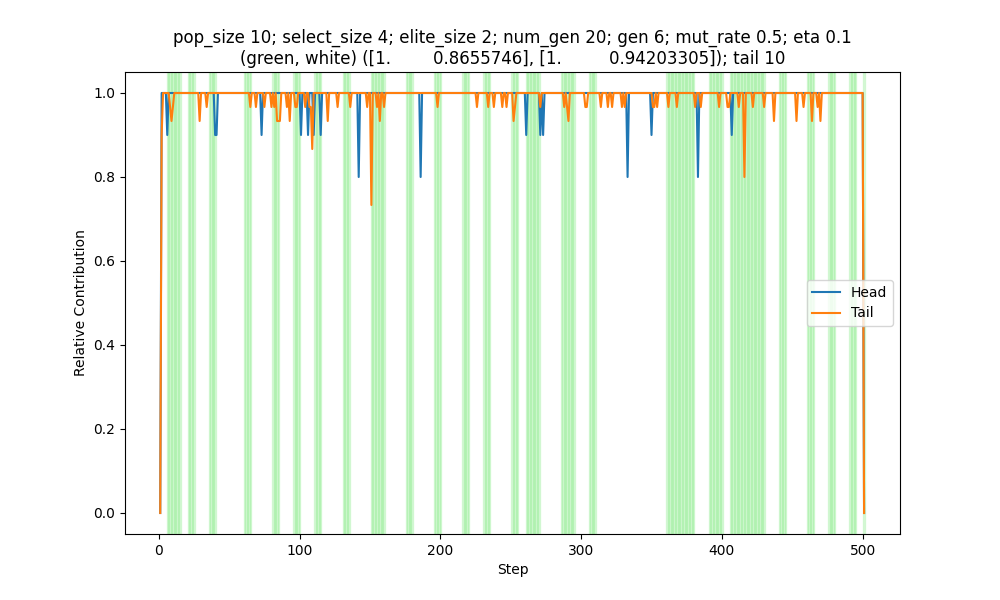 pop_size 10; select_size 4; elite_size 2; num_gen 20; gen 6; mut_rate 0.5; eta 0.1
(green, white) ([1. 0.8655746], [1. 0.94203305]); tail 10
1.0
0.8
0.6
0.4
0.2
0.0
Relative Contribution
Head
Tail
0 100 200 300 400 500
Step